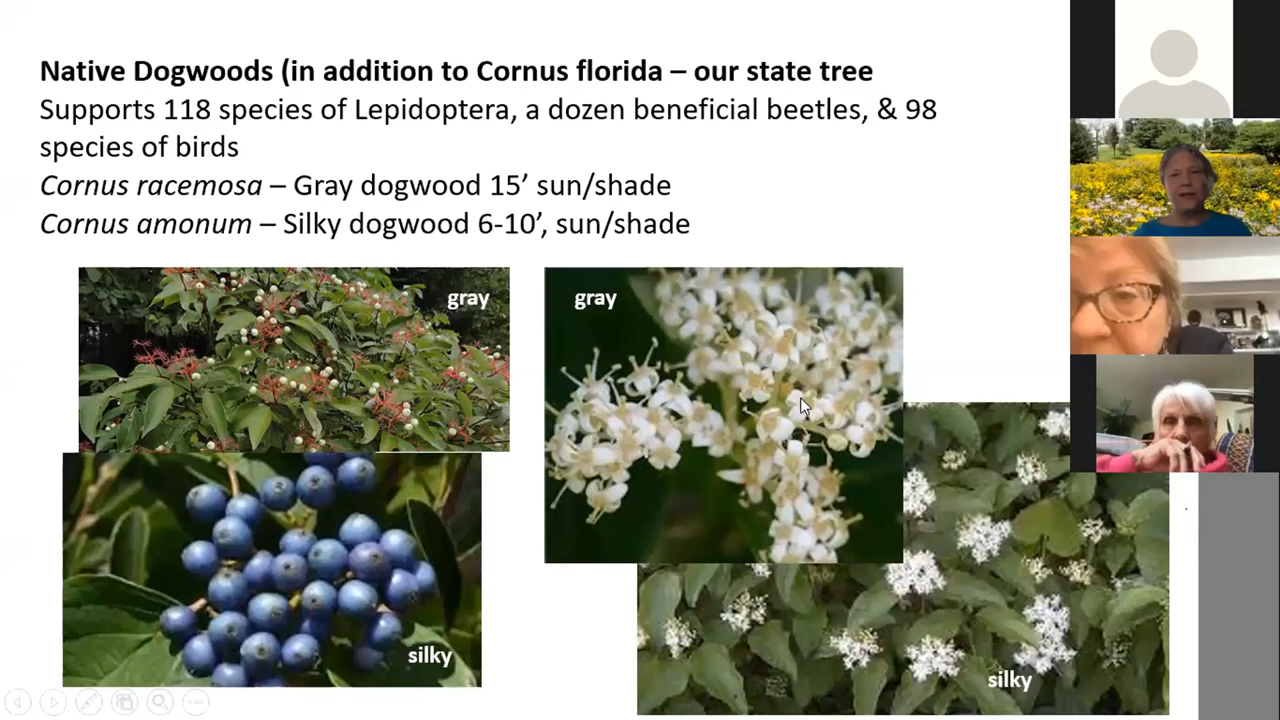 Native Dogwoods (in addition to Cornus florida – our state tree
Supports 118 species of Lepidoptera, a dozen beneficial beetles, & 98
species of birds
Cornus racemosa – Gray dogwood 15’ sun/shade
Cornus amonum – Silky dogwood 6-10’, sun/shade
gray
gray
silky
silky